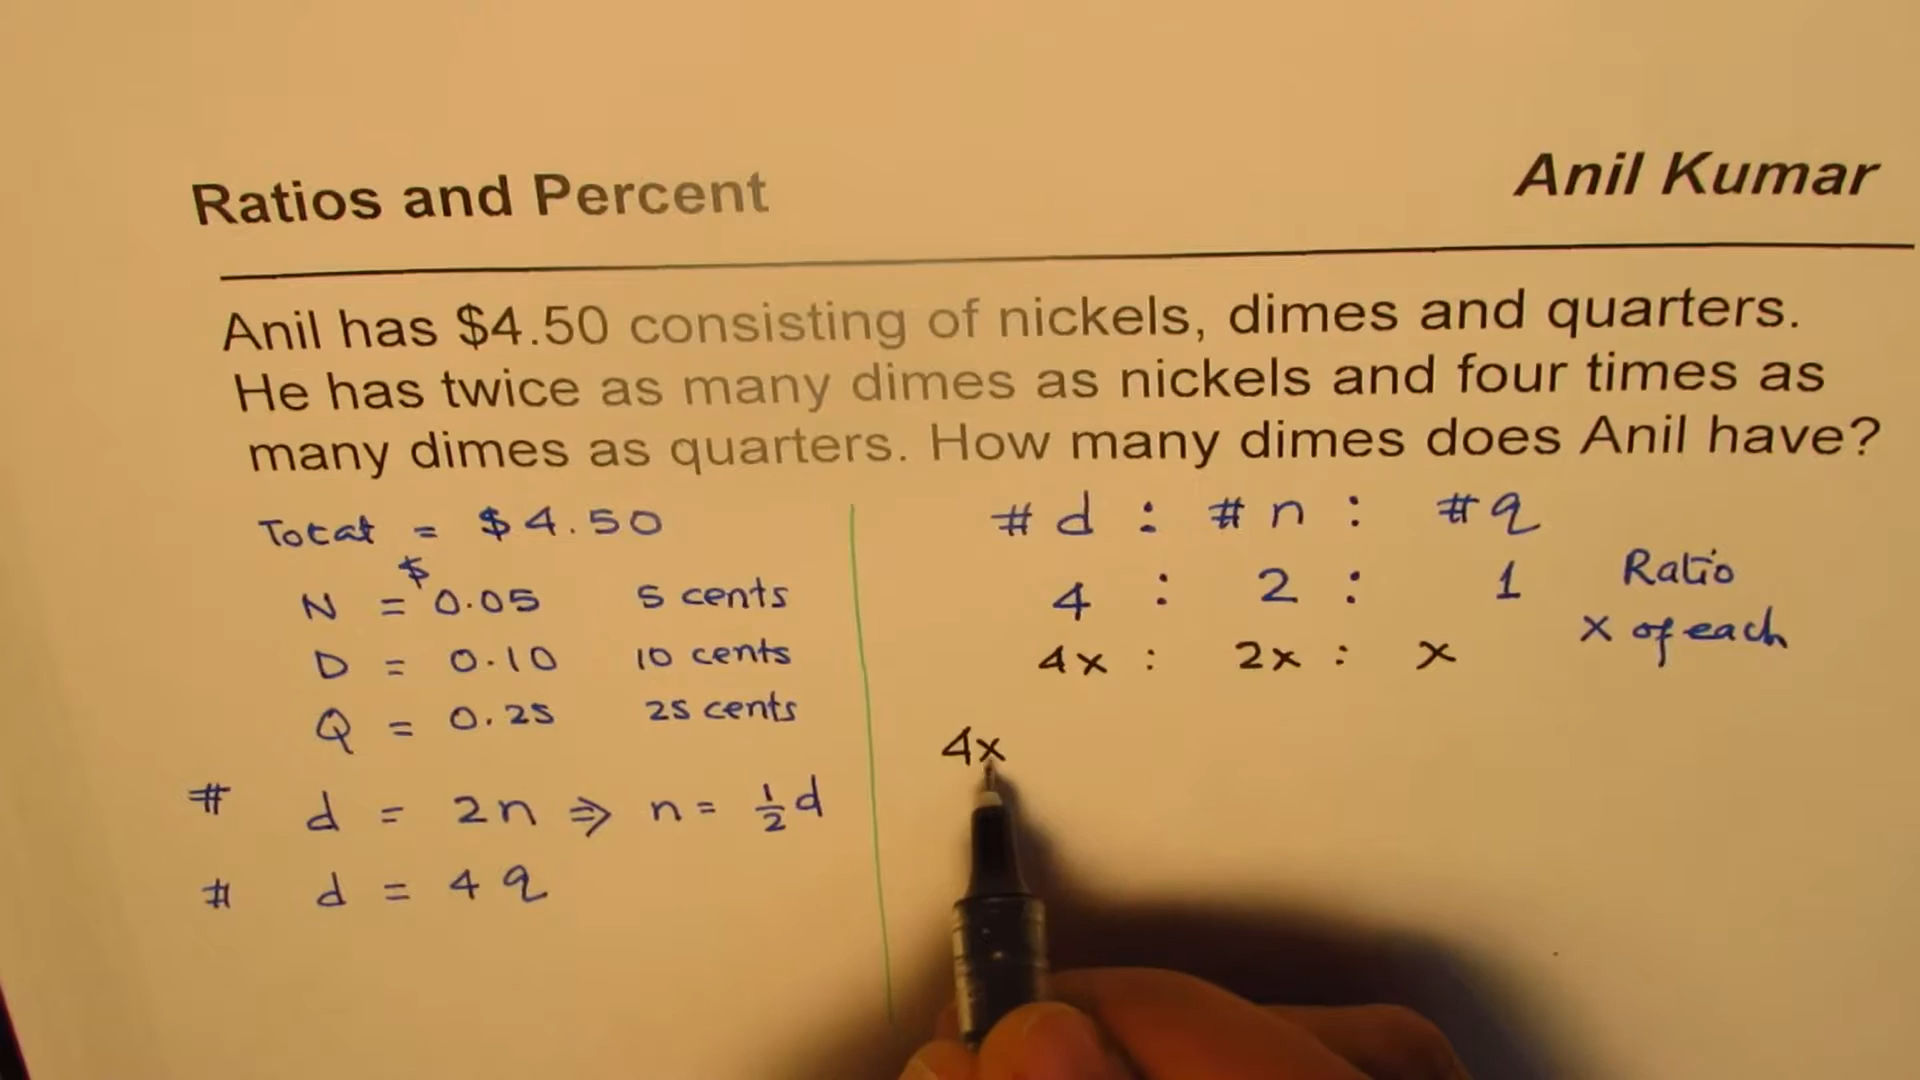 Ratios and Percent
Anil Kumar
Anil has $4.50 consisting of nickels, dimes and quarters.
He has twice as many dimes as nickels and four times as
many dimes as quarters. How many dimes does Anil have?
Total = $4.50
N = $0.05 5 cents
D = 0.10 10 cents
Q = 0.25 25 cents
# d = 2n ⇒ n = 1/2 d
# d = 4q
#d : #n : #q
4 : 2 : 1 Ratio
x of each
4x : 2x : x
4x